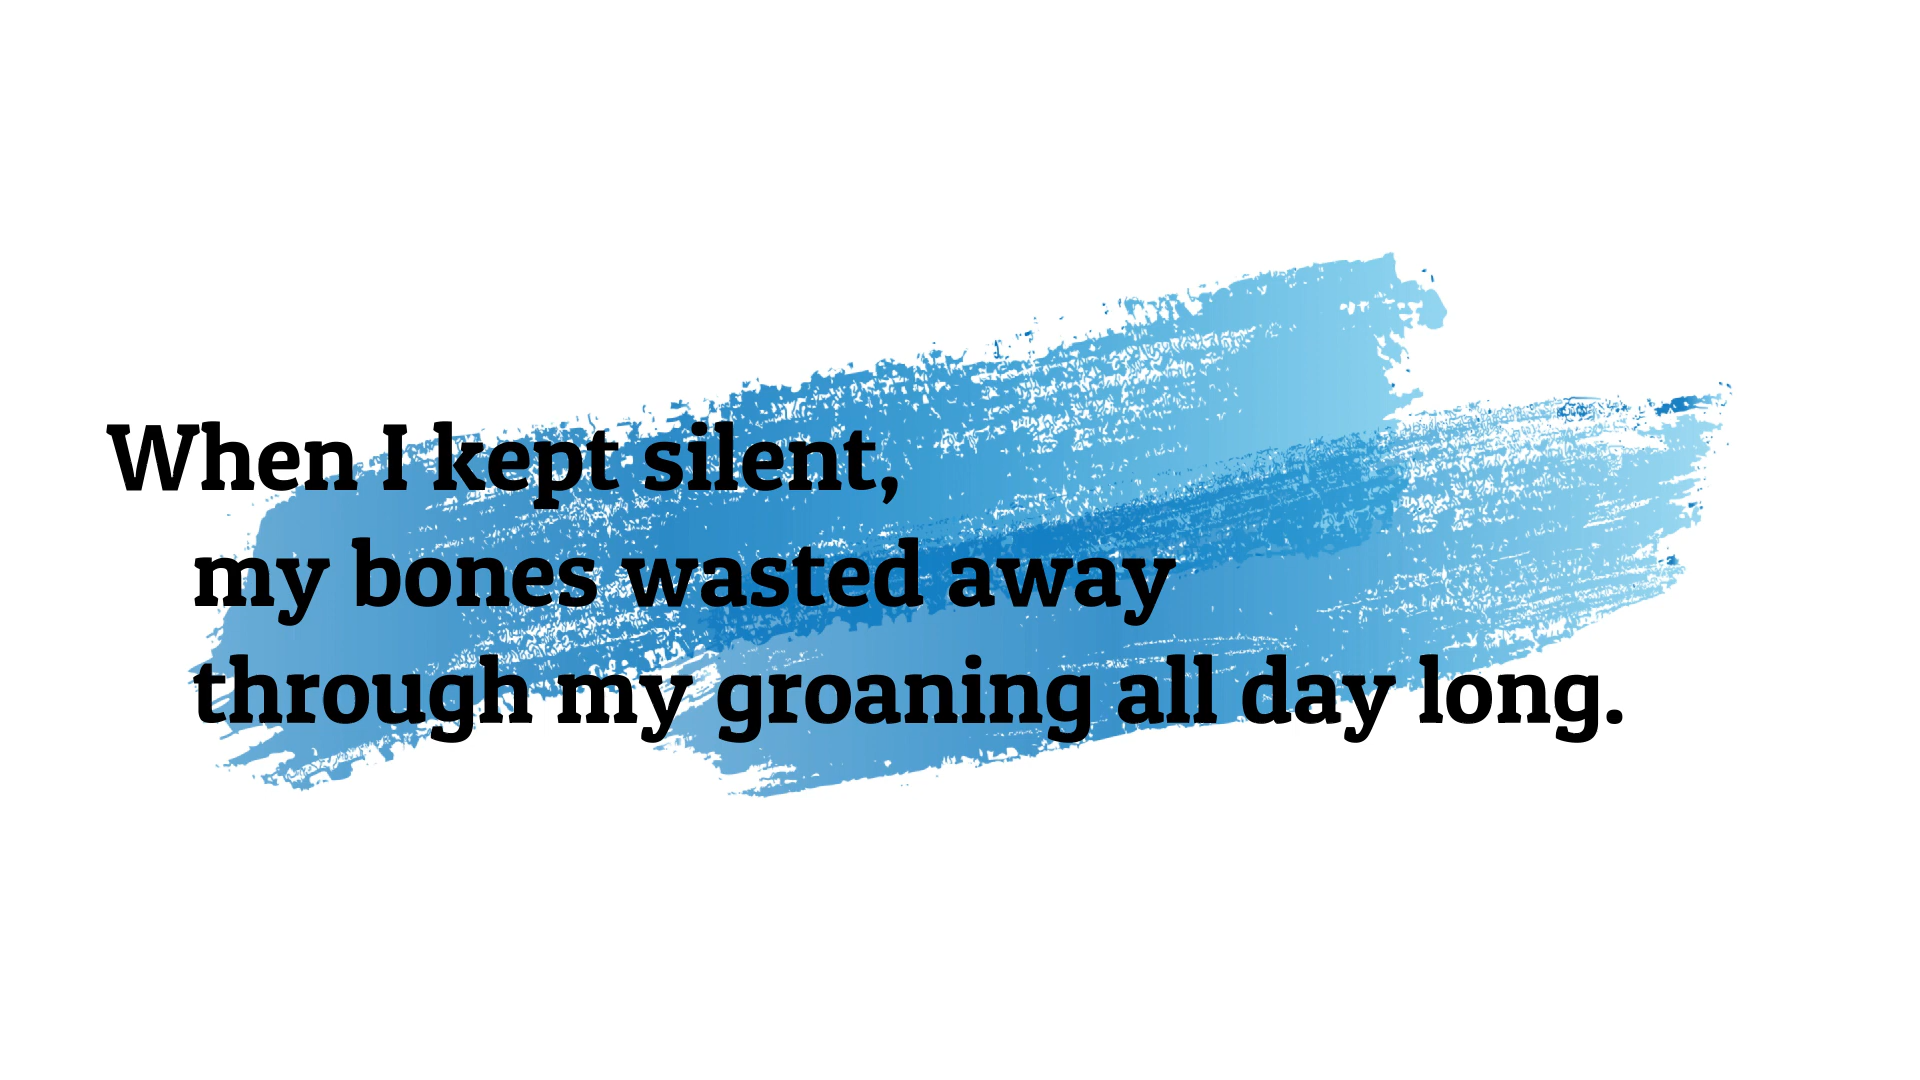 When I kept silent,
my bones wasted away
through my groaning all day long.